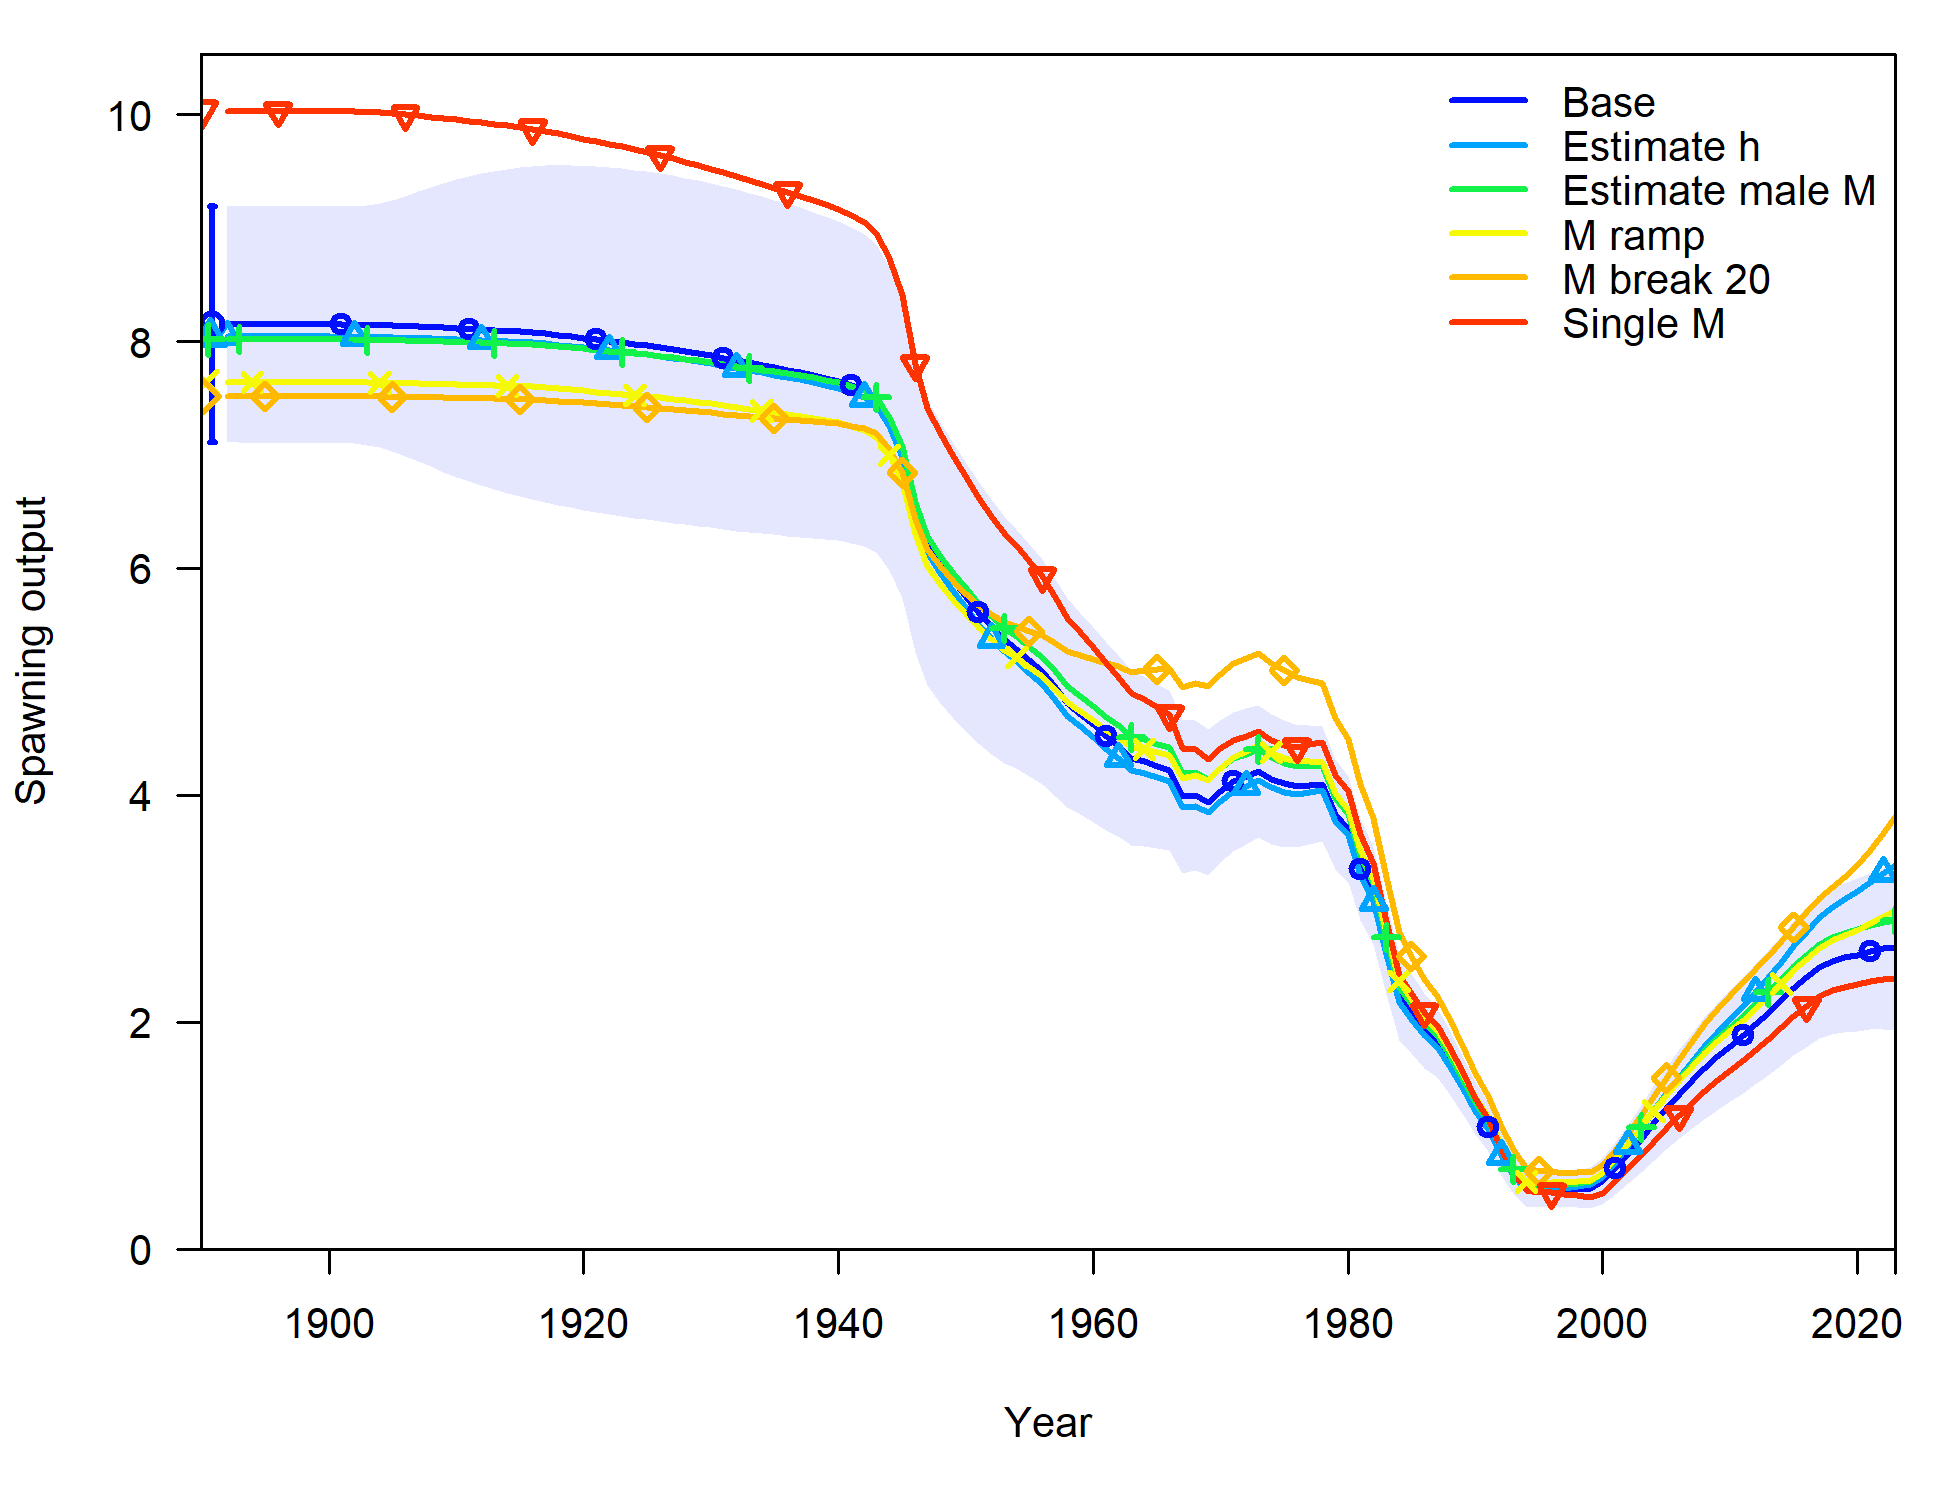 Base
Estimate h
Estimate male M
M ramp
M break 20
Single M
10
8
6
4
2
0
Spawning output
1900 1920 1940 1960 1980 2000 2020
Year